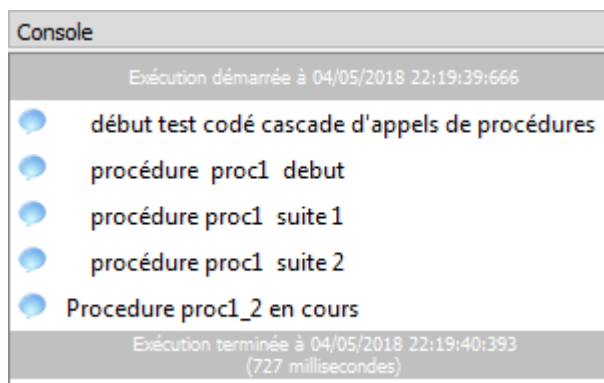 Console
Exécution démarrée à 04/05/2018 22:19:39:666
début test codé cascade d'appels de procédures
procédure  proc1  debut
procédure proc1  suite 1
procédure proc1  suite 2
Procedure proc1_2 en cours
Exécution terminée à 04/05/2018 22:19:40:393
(727 millisecondes)